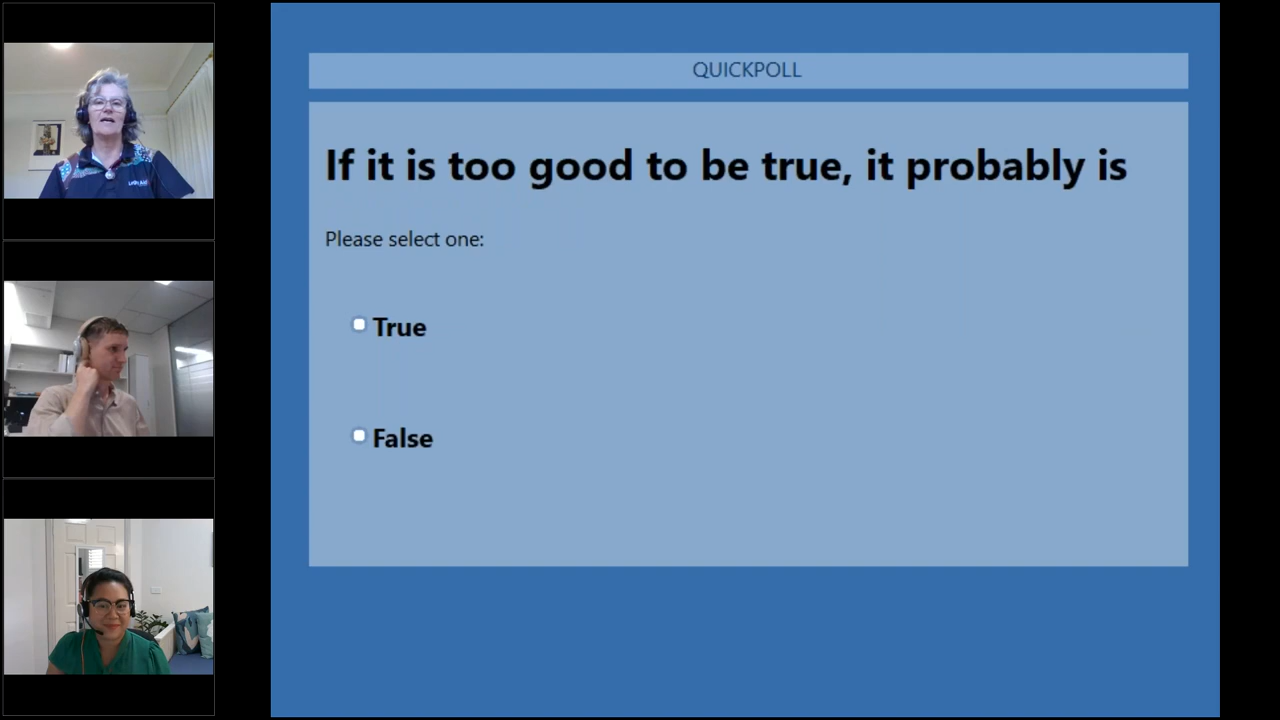 QUICKPOLL
If it is too good to be true, it probably is
Please select one:
True
False